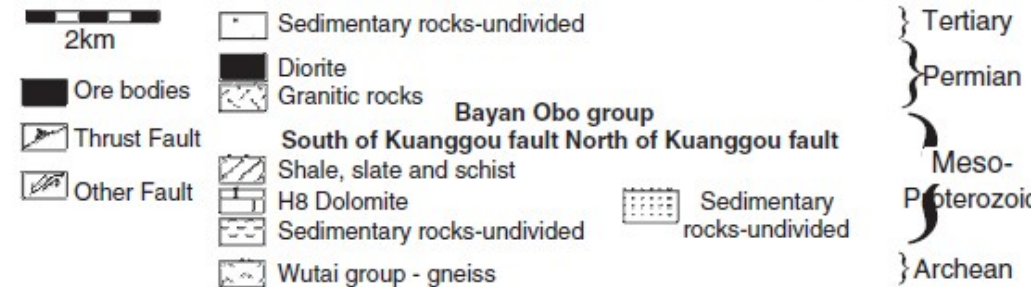 2km
Ore bodies
Thrust Fault
Other Fault
Sedimentary rocks-undivided
Diorite
Granitic rocks
Bayan Obo group
South of Kuanggou fault North of Kuanggou fault
Shale, slate and schist
H8 Dolomite
Sedimentary rocks-undivided
Wutai group - gneiss
Sedimentary
rocks-undivided
Tertiary
Permian
Meso-
Proterozoic
Archean